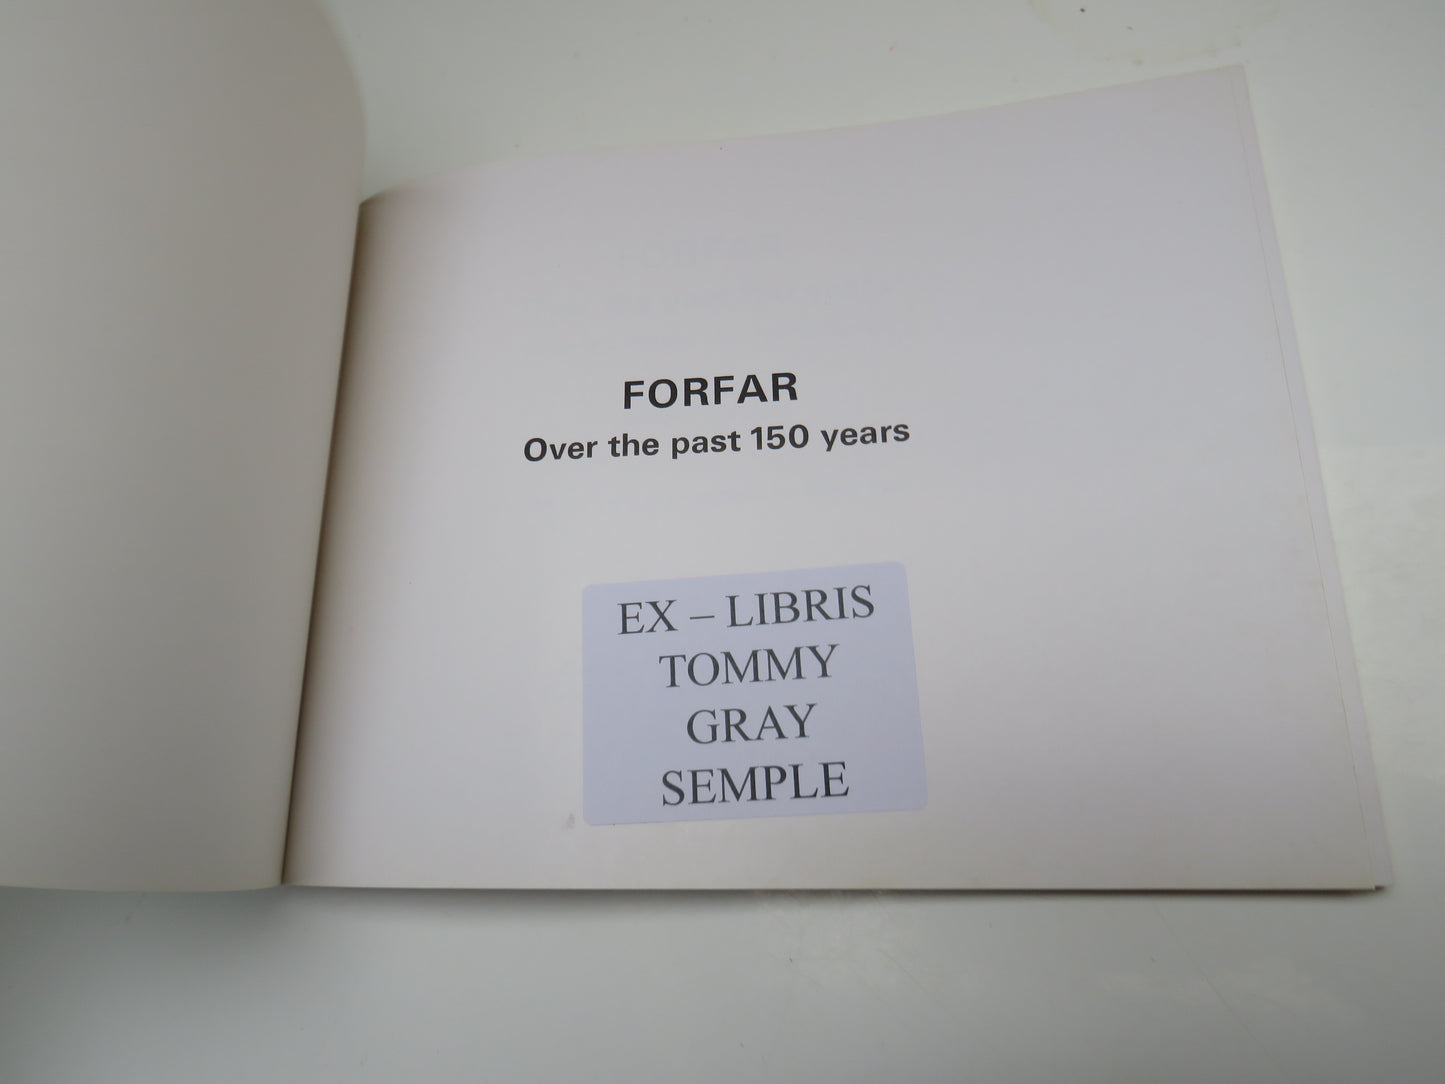 FORFAR
Over the past 150 years
EX – LIBRIS
TOMMY
GRAY
SEMPLE